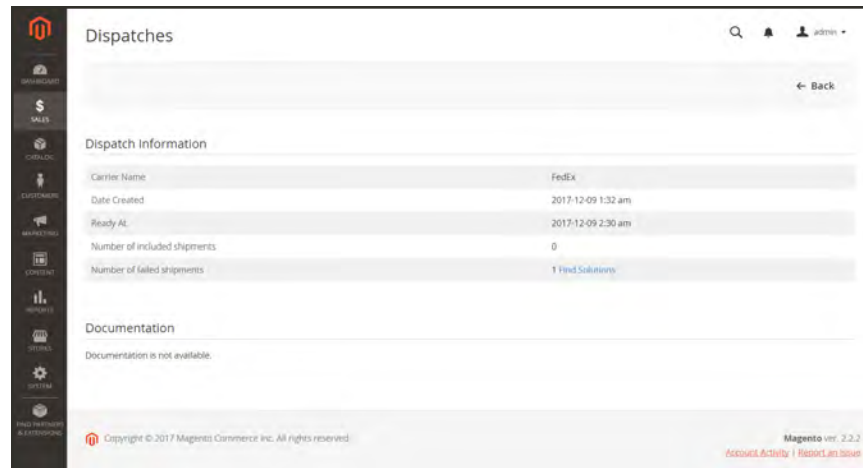 Dispatches
admin
← Back
DASHBOARD
SALES
CATALOG
CUSTOMERS
MARKETING
CONTENT
REPORTS
STORES
SYSTEM
FIND PARTNERS
& EXTENSIONS
Dispatch Information
Carrier Name FedEx
Date Created 2017-12-09 1:32 am
Ready At 2017-12-09 2:30 am
Number of included shipments 0
Number of failed shipments 1 Find Solutions
Documentation
Documentation is not available.
Copyright © 2017 Magento Commerce Inc. All rights reserved.
Magento ver. 2.2.2
Account Activity | Report an Issue